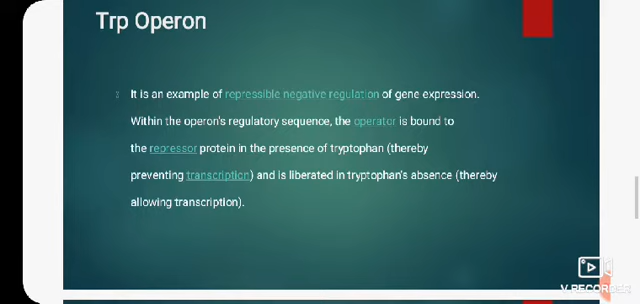 Trp Operon
It is an example of repressible negative regulation of gene expression.
Within the operon's regulatory sequence, the operator is bound to
the repressor protein in the presence of tryptophan (thereby
preventing transcription) and is liberated in tryptophan's absence (thereby
allowing transcription).
V.RECORDER